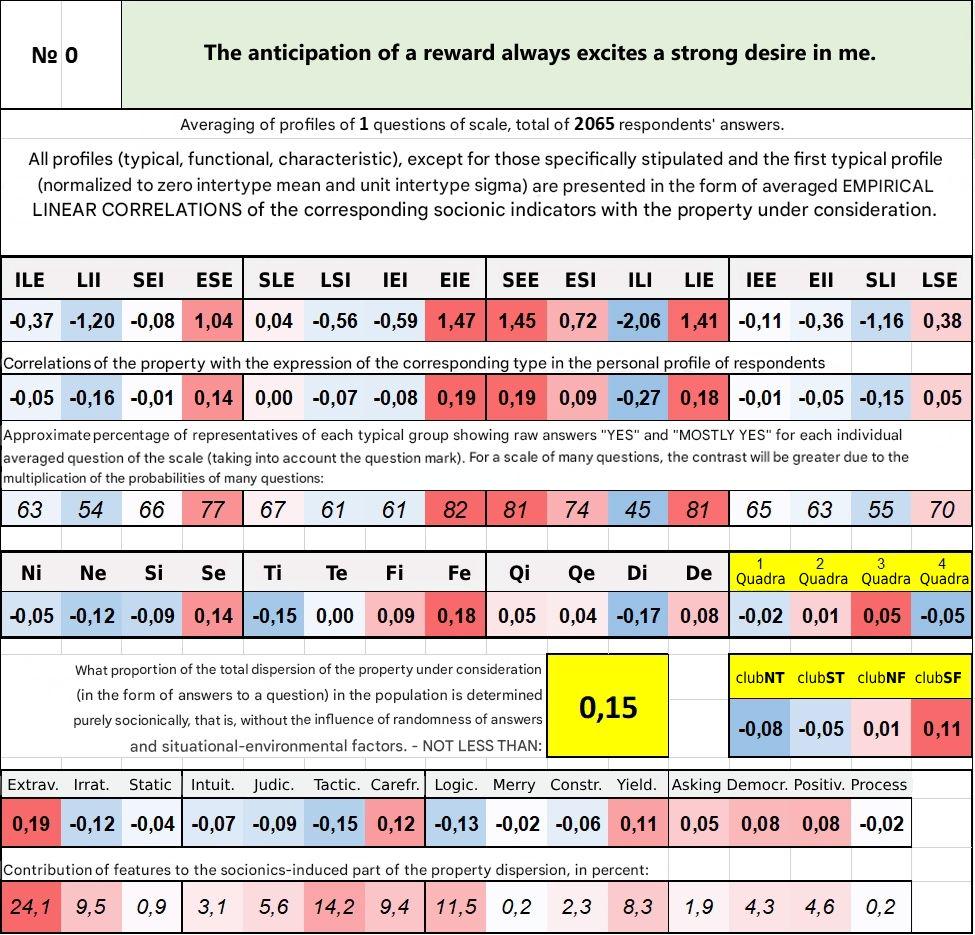 № 0
The anticipation of a reward always excites a strong desire in me.
Averaging of profiles of 1 questions of scale, total of 2065 respondents' answers.
All profiles (typical, functional, characteristic), except for those specifically stipulated and the first typical profile
(normalized to zero intertype mean and unit intertype sigma) are presented in the form of averaged EMPIRICAL
LINEAR CORRELATIONS of the corresponding socionic indicators with the property under consideration.
ILE LII SEI ESE SLE LSI IEI EIE SEE ESI ILI LIE IEE EII SLI LSE
-0,37 -1,20 -0,08 1,04 0,04 -0,56 -0,59 1,47 1,45 0,72 -2,06 1,41 -0,11 -0,36 -1,16 0,38
Correlations of the property with the expression of the corresponding type in the personal profile of respondents
-0,05 -0,16 -0,01 0,14 0,00 -0,07 -0,08 0,19 0,19 0,09 -0,27 0,18 -0,01 -0,05 -0,15 0,05
Approximate percentage of representatives of each typical group showing raw answers "YES" and "MOSTLY YES" for each individual
averaged question of the scale (taking into account the question mark). For a scale of many questions, the contrast will be greater due to the
multiplication of the probabilities of many questions:
63 54 66 77 67 61 61 82 81 74 45 81 65 63 55 70
Ni Ne Si Se Ti Te Fi Fe Qi Qe Di De 1 Quadra 2 Quadra 3 Quadra 4 Quadra
-0,05 -0,12 -0,09 0,14 -0,15 0,00 0,09 0,18 0,05 0,04 -0,17 0,08 -0,02 0,01 0,05 -0,05
What proportion of the total dispersion of the property under consideration
(in the form of answers to a question) in the population is determined
purely socionically, that is, without the influence of randomness of answers
and situational-environmental factors. - NOT LESS THAN:
0,15
clubNT clubST clubNF clubSF
-0,08 -0,05 0,01 0,11
Extrav. Irrat. Static Intuit. Judic. Tactic. Carefr. Logic. Merry Constr. Yield. Asking Democr. Positiv. Process
0,19 -0,12 -0,04 -0,07 -0,09 -0,15 0,12 -0,13 -0,02 -0,06 0,11 0,05 0,08 0,08 -0,02
Contribution of features to the socionics-induced part of the property dispersion, in percent:
24,1 9,5 0,9 3,1 5,6 14,2 9,4 11,5 0,2 2,3 8,3 1,9 4,3 4,6 0,2